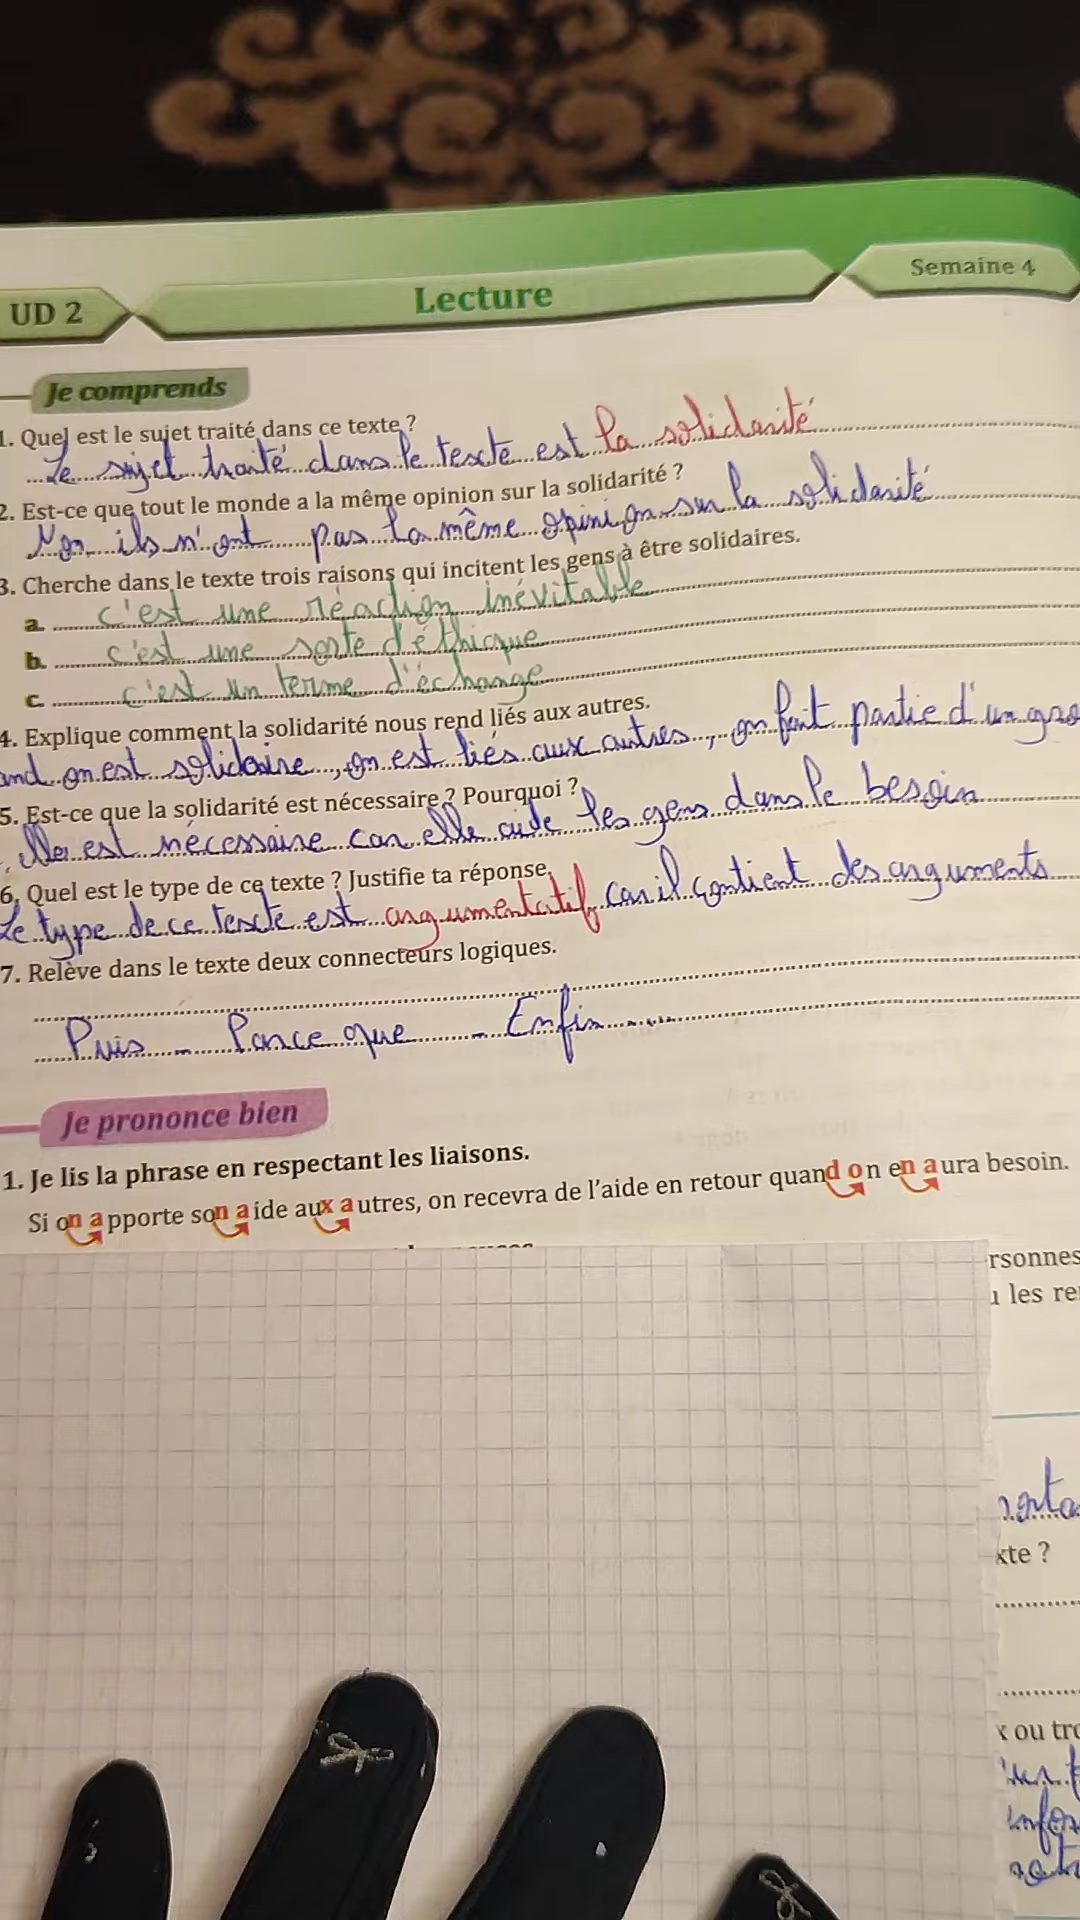 UD 2
Lecture
Semaine 4
Je comprends
1. Quel est le sujet traité dans ce texte ?
Le sujet traité dans le texte est la solidarité
2. Est-ce que tout le monde a la même opinion sur la solidarité ?
Non, ils n'ont pas la même opinion sur la solidarité
3. Cherche dans le texte trois raisons qui incitent les gens à être solidaires.
a. c'est une réaction inévitable
b. c'est une sorte d'éthique
c. c'est un terme d'échange
4. Explique comment la solidarité nous rend liés aux autres.
and on est solidaire, on est liés aux autres, on fait partie d'un gro
5. Est-ce que la solidarité est nécessaire ? Pourquoi ?
elle est nécessaire car elle aide les gens dans le besoin
6. Quel est le type de ce texte ? Justifie ta réponse.
Le type de ce texte est argumentatif car il contient des arguments
7. Relève dans le texte deux connecteurs logiques.
Puis - Parce que - Enfin
Je prononce bien
1. Je lis la phrase en respectant les liaisons.
Si on apporte son aide aux autres, on recevra de l'aide en retour quand on en aura besoin.
rsonnes
les re
xte ?
x ou tro